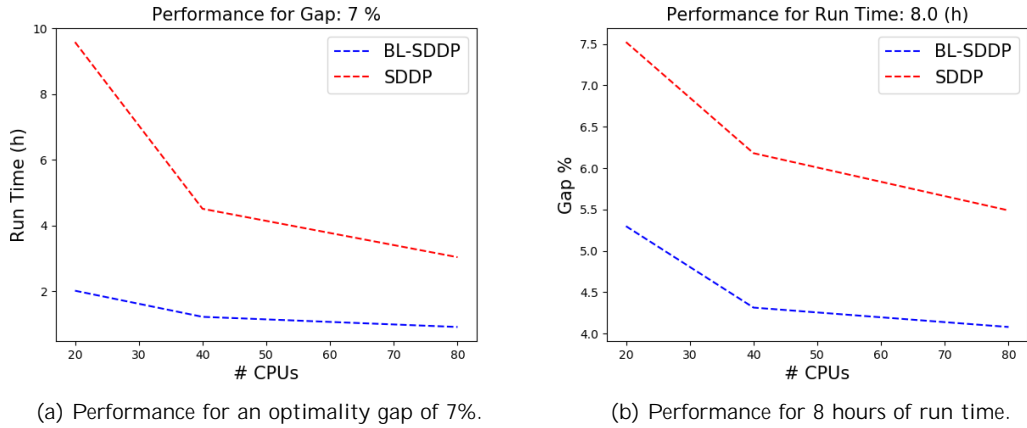 Performance for Gap: 7 %
BL-SDDP
SDDP
Run Time (h)
10
8
6
4
2
20 30 40 50 60 70 80
# CPUs
(a) Performance for an optimality gap of 7%.
Performance for Run Time: 8.0 (h)
BL-SDDP
SDDP
Gap %
7.5
7.0
6.5
6.0
5.5
5.0
4.5
4.0
20 30 40 50 60 70 80
# CPUs
(b) Performance for 8 hours of run time.